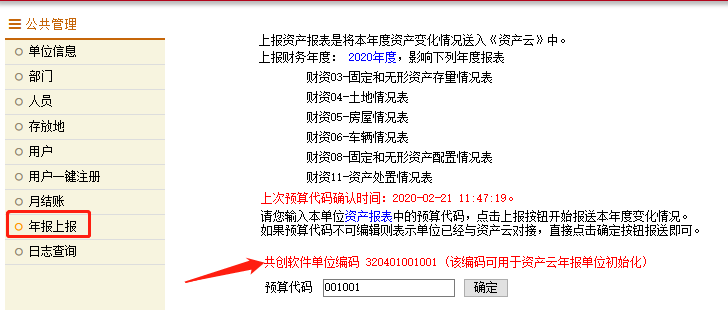 公共管理
单位信息
部门
人员
存放地
用户
用户一键注册
月结账
年报上报
日志查询
上报资产报表是将本年度资产变化情况送入《资产云》中。
上报财务年度： 2020年度，影响下列年度报表
财资03-固定和无形资产存量情况表
财资04-土地情况表
财资05-房屋情况表
财资06-车辆情况表
财资08-固定和无形资产配置情况表
财资11-资产处置情况表
上次预算代码确认时间：2020-02-21 11:47:19。
请您输入本单位资产报表中的预算代码，点击上报按钮开始报送本年度变化情况。
如果预算代码不可编辑则表示单位已经与资产云对接，直接点击确定按钮报送即可。
共创软件单位编码 320401001001 (该编码可用于资产云年报单位初始化)
预算代码 001001 确定